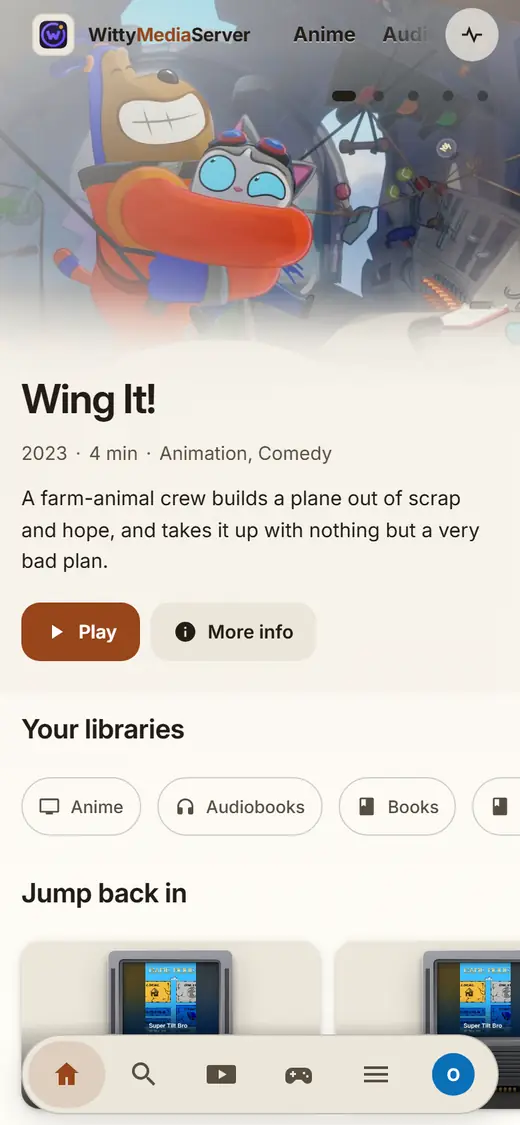 WittyMediaServer
Anime
Wing It!
2023 · 4 min · Animation, Comedy
A farm-animal crew builds a plane out of scrap
and hope, and takes it up with nothing but a very
bad plan.
Play
More info
Your libraries
Anime
Audiobooks
Books
Jump back in
Super Tilt Bro
Super Tilt Bro
O